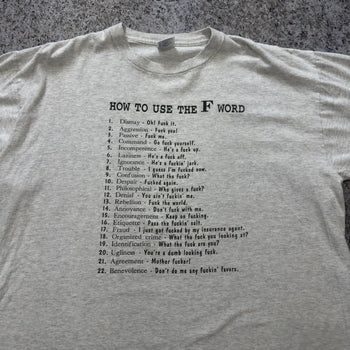 HOW TO USE THE F WORD
1. Dismay - Oh! Fuck it.
2. Aggression - Fuck you!
3. Passive - Fuck me.
4. Command - Go fuck yourself.
5. Incompetence - He's a fuck up.
6. Laziness - He's a fuck off.
7. Ignorance - He's a fuckin' jerk.
8. Trouble - I guess I'm fucked now.
9. Confusion - What the fuck?
10. Despair - Fucked again.
11. Philosophical - Who gives a fuck?
12. Denial - You ain't fuckin' me.
13. Rebellion - Fuck the world.
14. Annoyance - Don't fuck with me.
15. Encouragement - Keep on fucking.
16. Etiquette - Pass the fuckin' salt.
17. Fraud - I just got fucked by my insurance agent.
18. Organized crime - What the fuck you looking at?
19. Identification - What the fuck are you?
20. Ugliness - You're a dumb looking fuck.
21. Agreement - Mother fucker!
22. Benevolence - Don't do me any fuckin' favors.